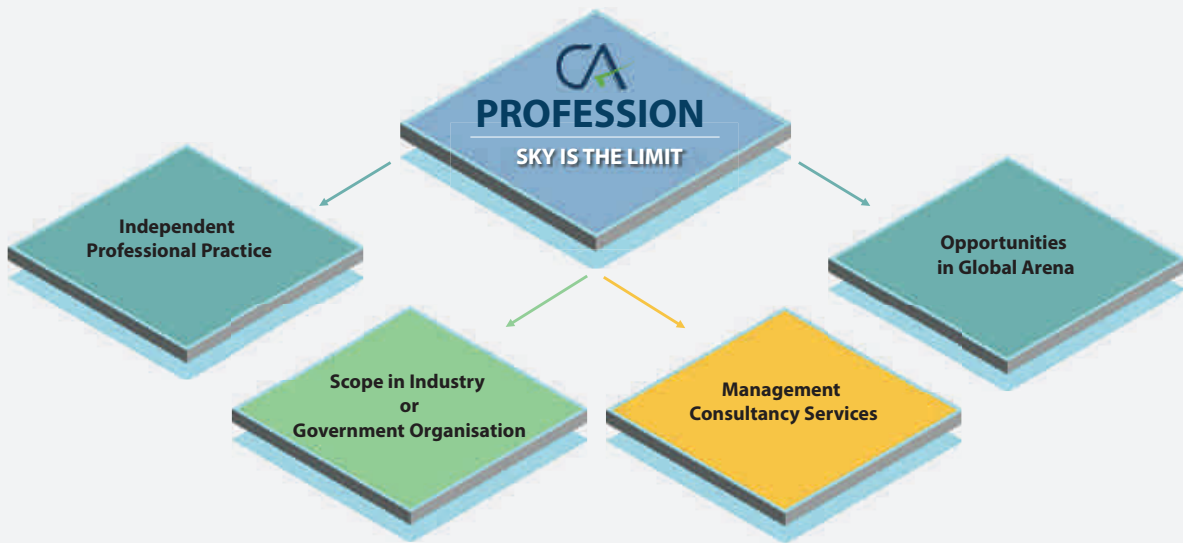 CA
PROFESSION
SKY IS THE LIMIT
Independent
Professional Practice
Opportunities
in Global Arena
Scope in Industry
or
Government Organisation
Management
Consultancy Services